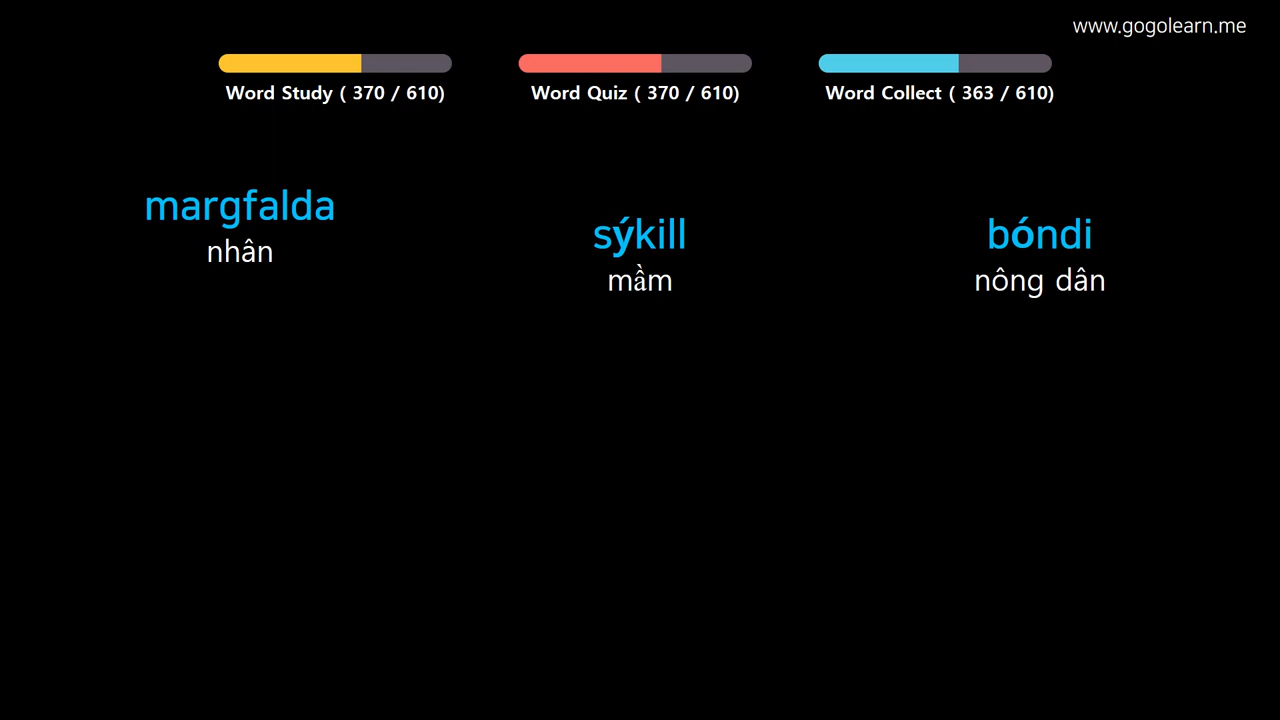 www.gogolearn.me
Word Study ( 370 / 610)
Word Quiz ( 370 / 610)
Word Collect ( 363 / 610)
margfalda
nhân
sýkill
mầm
bóndi
nông dân